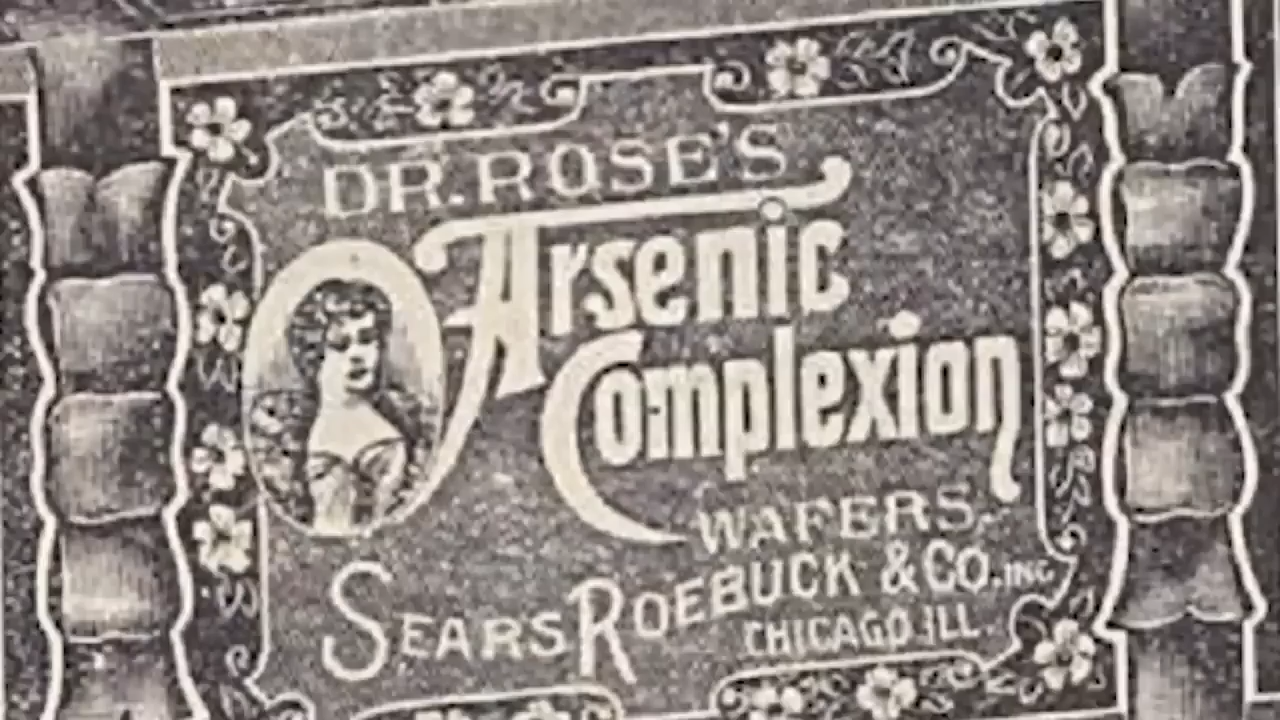 DR. ROSE'S
Arsenic
Complexion
WAFERS.
SEARS ROEBUCK & CO. INC
CHICAGO. ILL.